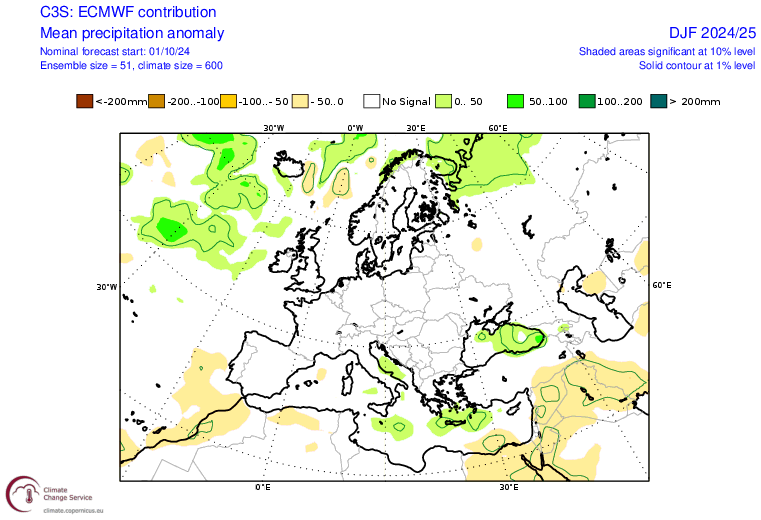 C3S: ECMWF contribution
Mean precipitation anomaly
DJF 2024/25
Nominal forecast start: 01/10/24
Shaded areas significant at 10% level
Ensemble size = 51, climate size = 600
Solid contour at 1% level
<-200mm -200..-100 -100..- 50 - 50..0 No Signal 0.. 50 50..100 100..200 > 200mm
30°W 0°W 30°E 60°E
30°W 60°E
0°E 30°E
Climate
Change Service
climate.copernicus.eu